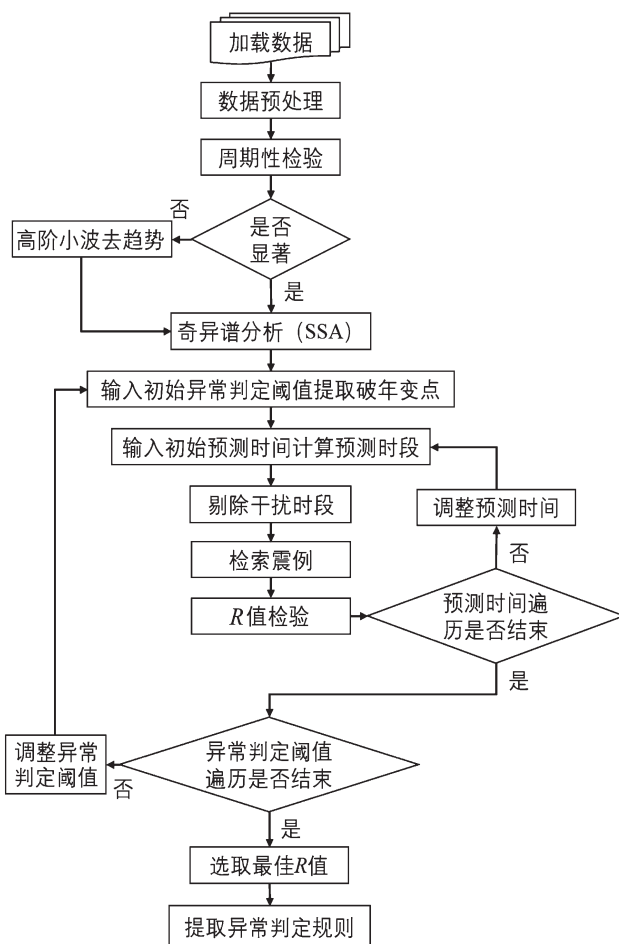 加载数据
数据预处理
周期性检验
是否
显著
否
高阶小波去趋势
是
奇异谱分析（SSA）
输入初始异常判定阈值提取破年变点
输入初始预测时间计算预测时段
剔除干扰时段
调整预测时间
检索震例
否
R值检验
预测时间遍
历是否结束
是
调整异常
判定阈值
否
异常判定阈值
遍历是否结束
是
选取最佳R值
提取异常判定规则